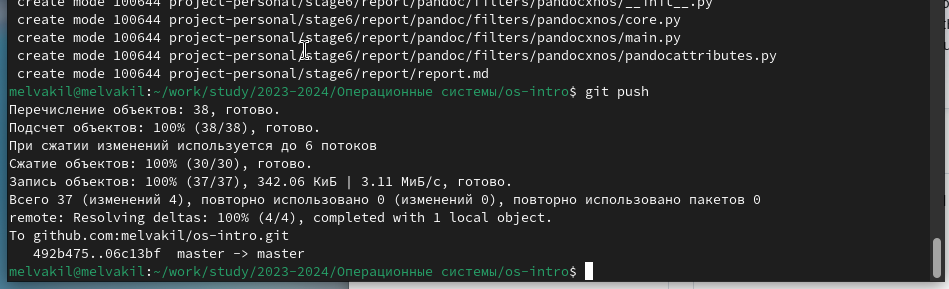 create mode 100644 project-personal/stage6/report/pandoc/filters/pandocxnos/__init__.py
create mode 100644 project-personal/stage6/report/pandoc/filters/pandocxnos/core.py
create mode 100644 project-personal/stage6/report/pandoc/filters/pandocxnos/main.py
create mode 100644 project-personal/stage6/report/pandoc/filters/pandocxnos/pandocattributes.py
create mode 100644 project-personal/stage6/report/report.md
melvakil@melvakil:~/work/study/2023-2024/Операционные системы/os-intro$ git push
Перечисление объектов: 38, готово.
Подсчет объектов: 100% (38/38), готово.
При сжатии изменений используется до 6 потоков
Сжатие объектов: 100% (30/30), готово.
Запись объектов: 100% (37/37), 342.06 КиБ | 3.11 МиБ/с, готово.
Всего 37 (изменений 4), повторно использовано 0 (изменений 0), повторно использовано пакетов 0
remote: Resolving deltas: 100% (4/4), completed with 1 local object.
To github.com:melvakil/os-intro.git
   492b475..06c13bf  master -> master
melvakil@melvakil:~/work/study/2023-2024/Операционные системы/os-intro$